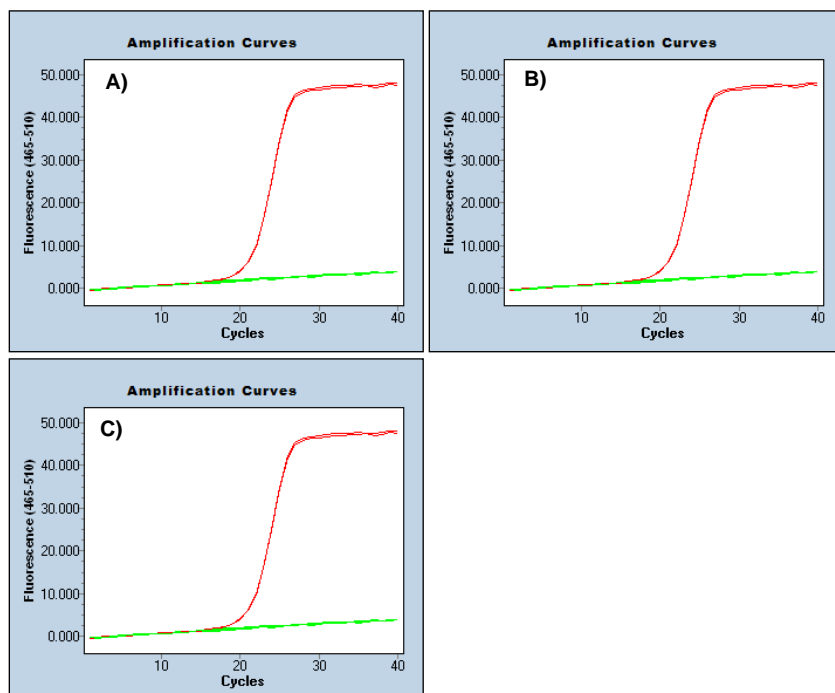 Amplification Curves
A)
50.000
40.000
30.000
20.000
10.000
0.000
Fluorescence (465-510)
10 20 30 40
Cycles
Amplification Curves
B)
50.000
40.000
30.000
20.000
10.000
0.000
Fluorescence (465-510)
10 20 30 40
Cycles
Amplification Curves
C)
50.000
40.000
30.000
20.000
10.000
0.000
Fluorescence (465-510)
10 20 30 40
Cycles